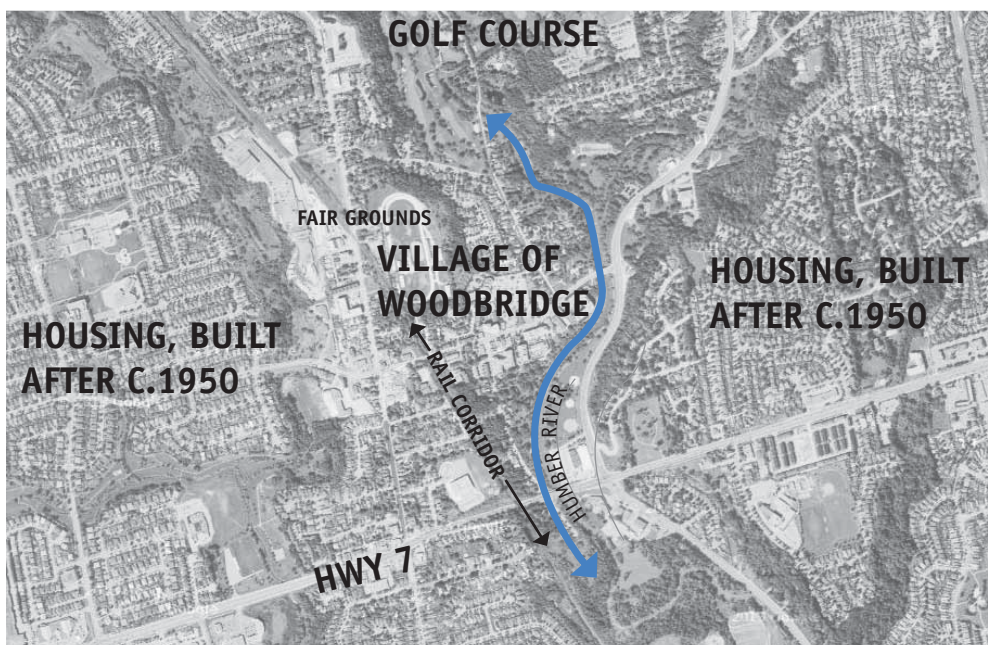 GOLF COURSE
FAIR GROUNDS
VILLAGE OF
WOODBRIDGE
HOUSING, BUILT
AFTER C.1950
HOUSING, BUILT
AFTER C.1950
RAIL CORRIDOR
HUMBER RIVER
HWY 7